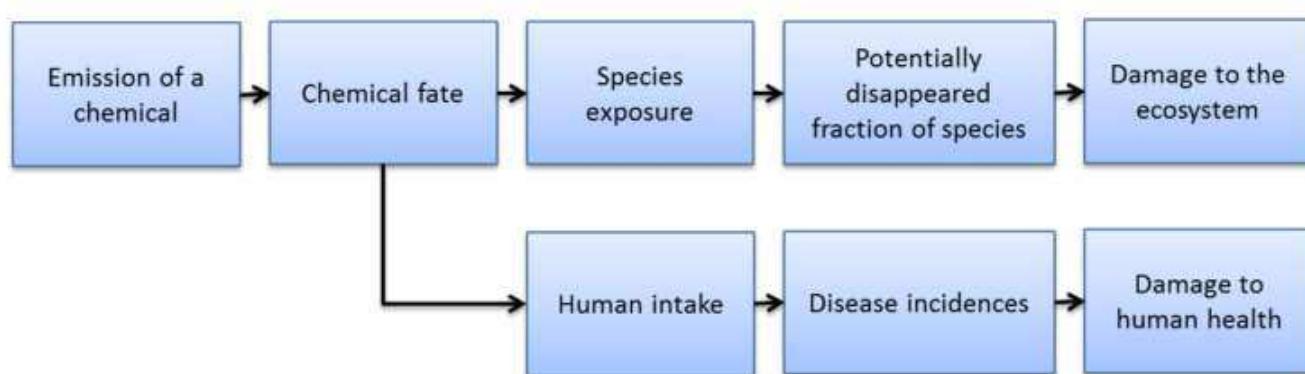 Emission of a
chemical
Chemical fate
Species
exposure
Potentially
disappeared
fraction of species
Damage to the
ecosystem
Human intake
Disease incidences
Damage to
human health